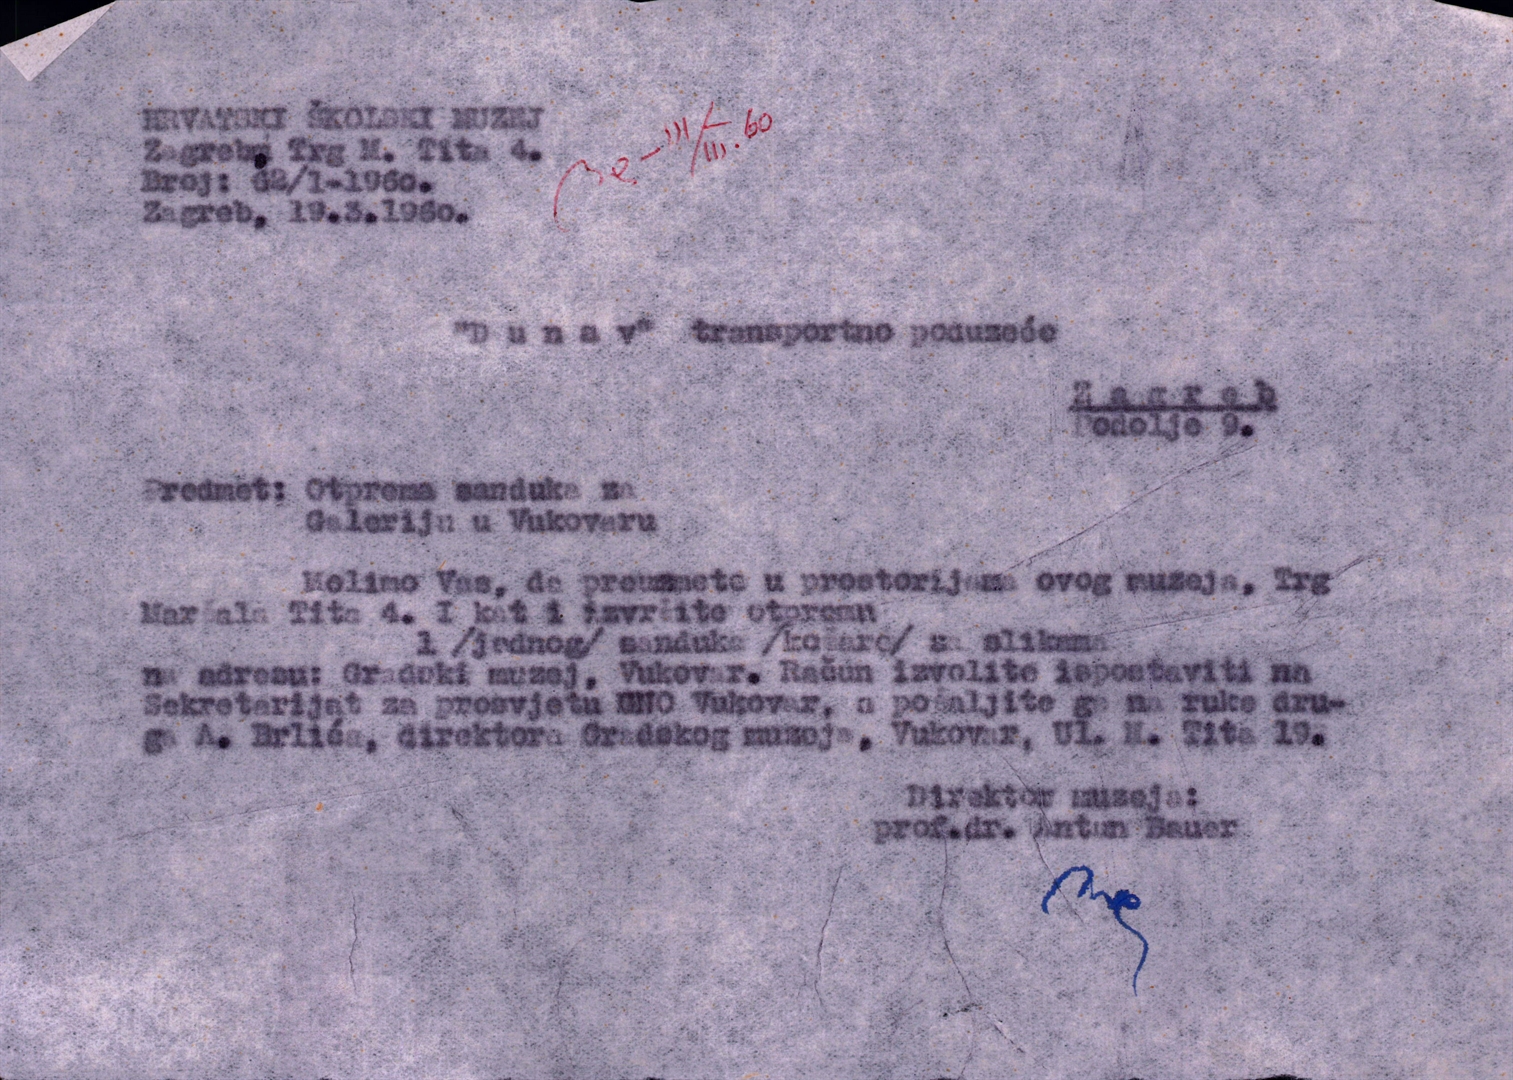 HRVATSKI ŠKOLSKI MUZEJ
Zagreb, Trg M. Tita 4.
Broj: 62/1-1960.
Zagreb, 19.3.1960.
III. 60
"D u n a v" transportno poduzeće
Z a g r e b
Podolje 9.
Predmet: Otprema sanduka za
Galeriju u Vukovaru
Molimo Vas, da preuzmete u prostorijama ovog muzeja, Trg
Maršala Tita 4. I kat i izvršite otpremu
1 /jednog/ sanduka /košare/ sa slikama
na adresu: Gradski muzej, Vukovar. Račun izvolite ispostaviti na
Sekretarijat za prosvjetu GNO Vukovar, a pošaljite ga na ruke dru-
ga A. Brlića, direktora Gradskog muzeja, Vukovar, Ul. M. Tita 19.
Direktor muzeja:
prof.dr. Antun Bauer